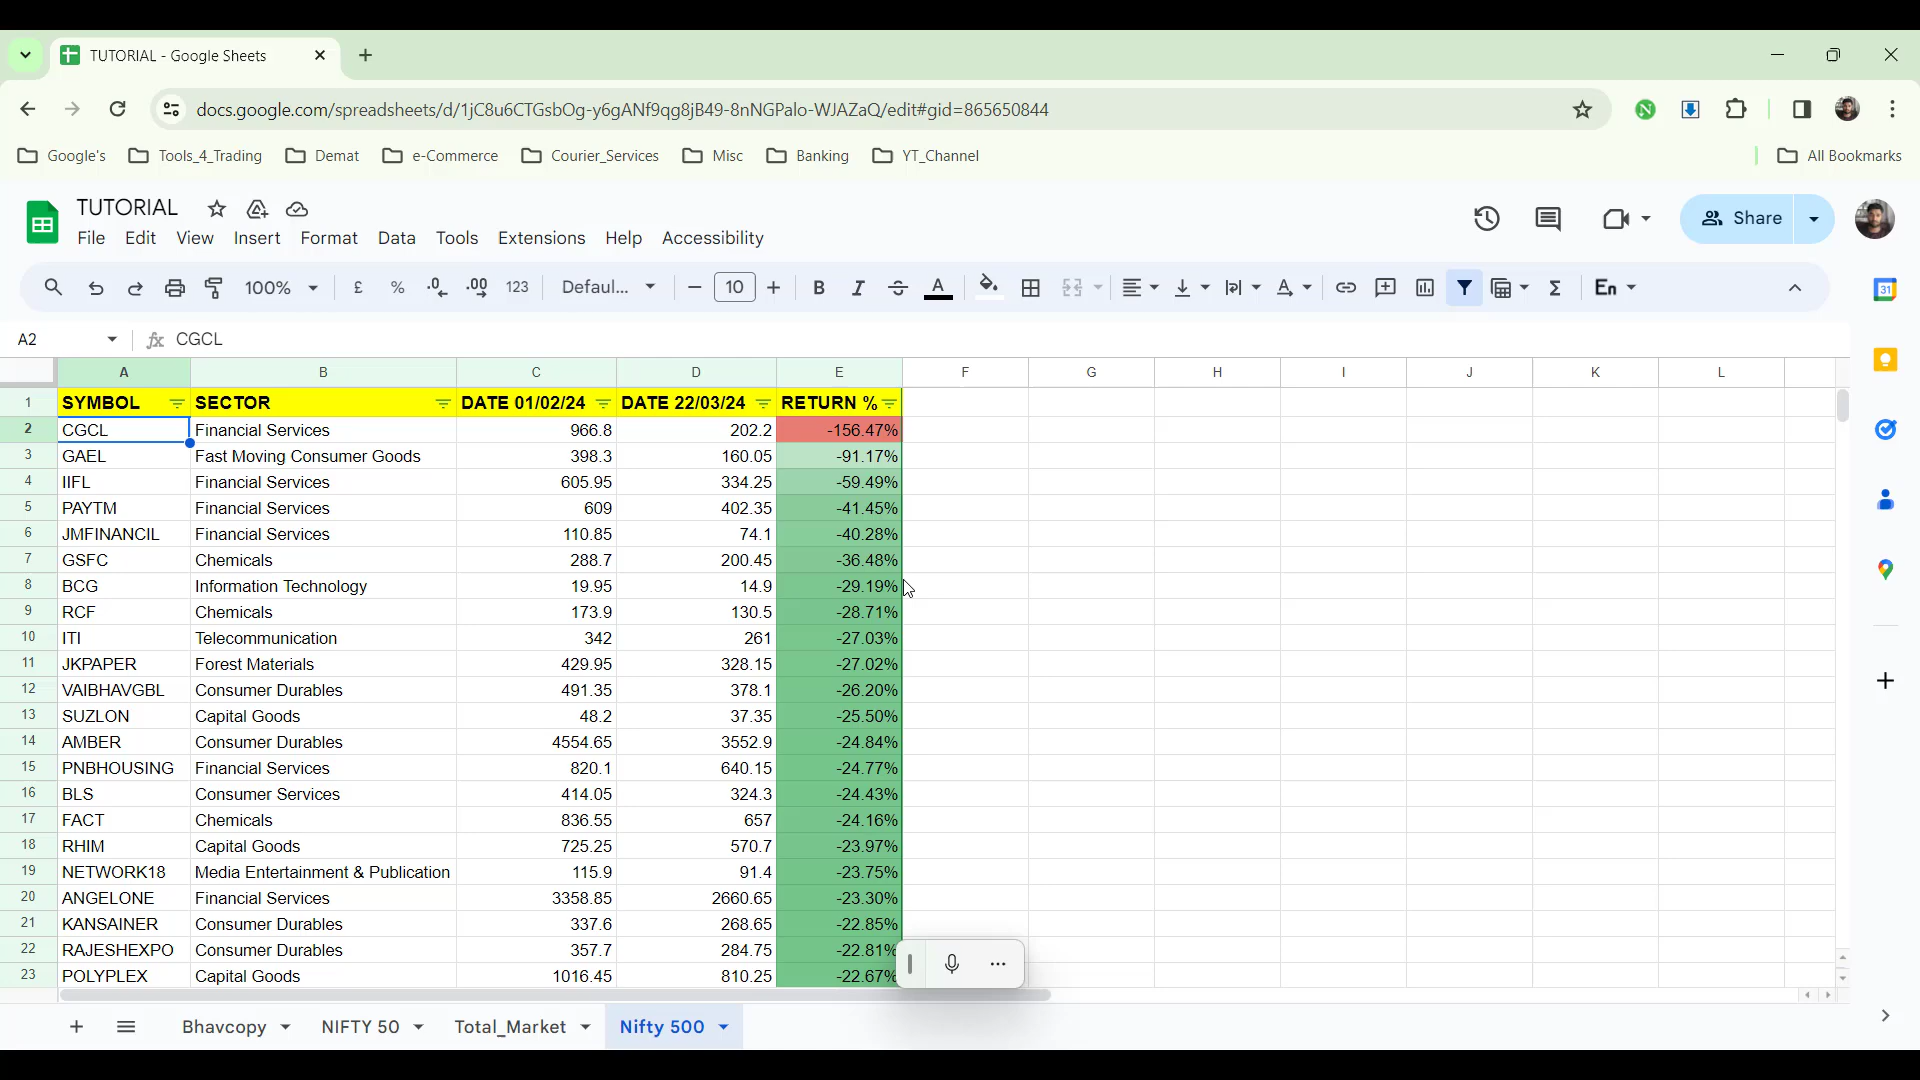 TUTORIAL - Google Sheets
docs.google.com/spreadsheets/d/1jC8u6CTGsbOg-y6gANf9qg8jB49-8nNGPalo-WJAZaQ/edit#gid=865650844
Google's Tools_4_Trading Demat e-Commerce Courier_Services Misc Banking YT_Channel All Bookmarks
TUTORIAL
File Edit View Insert Format Data Tools Extensions Help Accessibility
Share
100% £ % .0 .00 123 Defaul... 10 B I A En
A2 fx CGCL
A B C D E F G H I J K L
1 SYMBOL SECTOR DATE 01/02/24 DATE 22/03/24 RETURN %
2 CGCL Financial Services 966.8 202.2 -156.47%
3 GAEL Fast Moving Consumer Goods 398.3 160.05 -91.17%
4 IIFL Financial Services 605.95 334.25 -59.49%
5 PAYTM Financial Services 609 402.35 -41.45%
6 JMFINANCIL Financial Services 110.85 74.1 -40.28%
7 GSFC Chemicals 288.7 200.45 -36.48%
8 BCG Information Technology 19.95 14.9 -29.19%
9 RCF Chemicals 173.9 130.5 -28.71%
10 ITI Telecommunication 342 261 -27.03%
11 JKPAPER Forest Materials 429.95 328.15 -27.02%
12 VAIBHAVGBL Consumer Durables 491.35 378.1 -26.20%
13 SUZLON Capital Goods 48.2 37.35 -25.50%
14 AMBER Consumer Durables 4554.65 3552.9 -24.84%
15 PNBHOUSING Financial Services 820.1 640.15 -24.77%
16 BLS Consumer Services 414.05 324.3 -24.43%
17 FACT Chemicals 836.55 657 -24.16%
18 RHIM Capital Goods 725.25 570.7 -23.97%
19 NETWORK18 Media Entertainment & Publication 115.9 91.4 -23.75%
20 ANGELONE Financial Services 3358.85 2660.65 -23.30%
21 KANSAINER Consumer Durables 337.6 268.65 -22.85%
22 RAJESHEXPO Consumer Durables 357.7 284.75 -22.81%
23 POLYPLEX Capital Goods 1016.45 810.25 -22.67%
Bhavcopy NIFTY 50 Total_Market Nifty 500